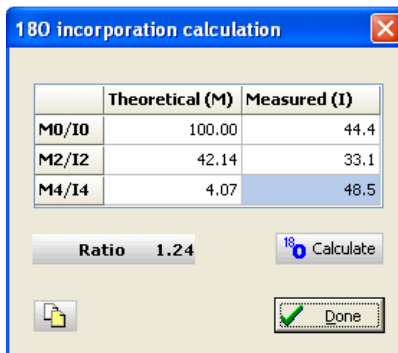 18O incorporation calculation
Theoretical (M) Measured (I)
M0/I0 100.00 44.4
M2/I2 42.14 33.1
M4/I4 4.07 48.5
Ratio 1.24 18O Calculate
Done